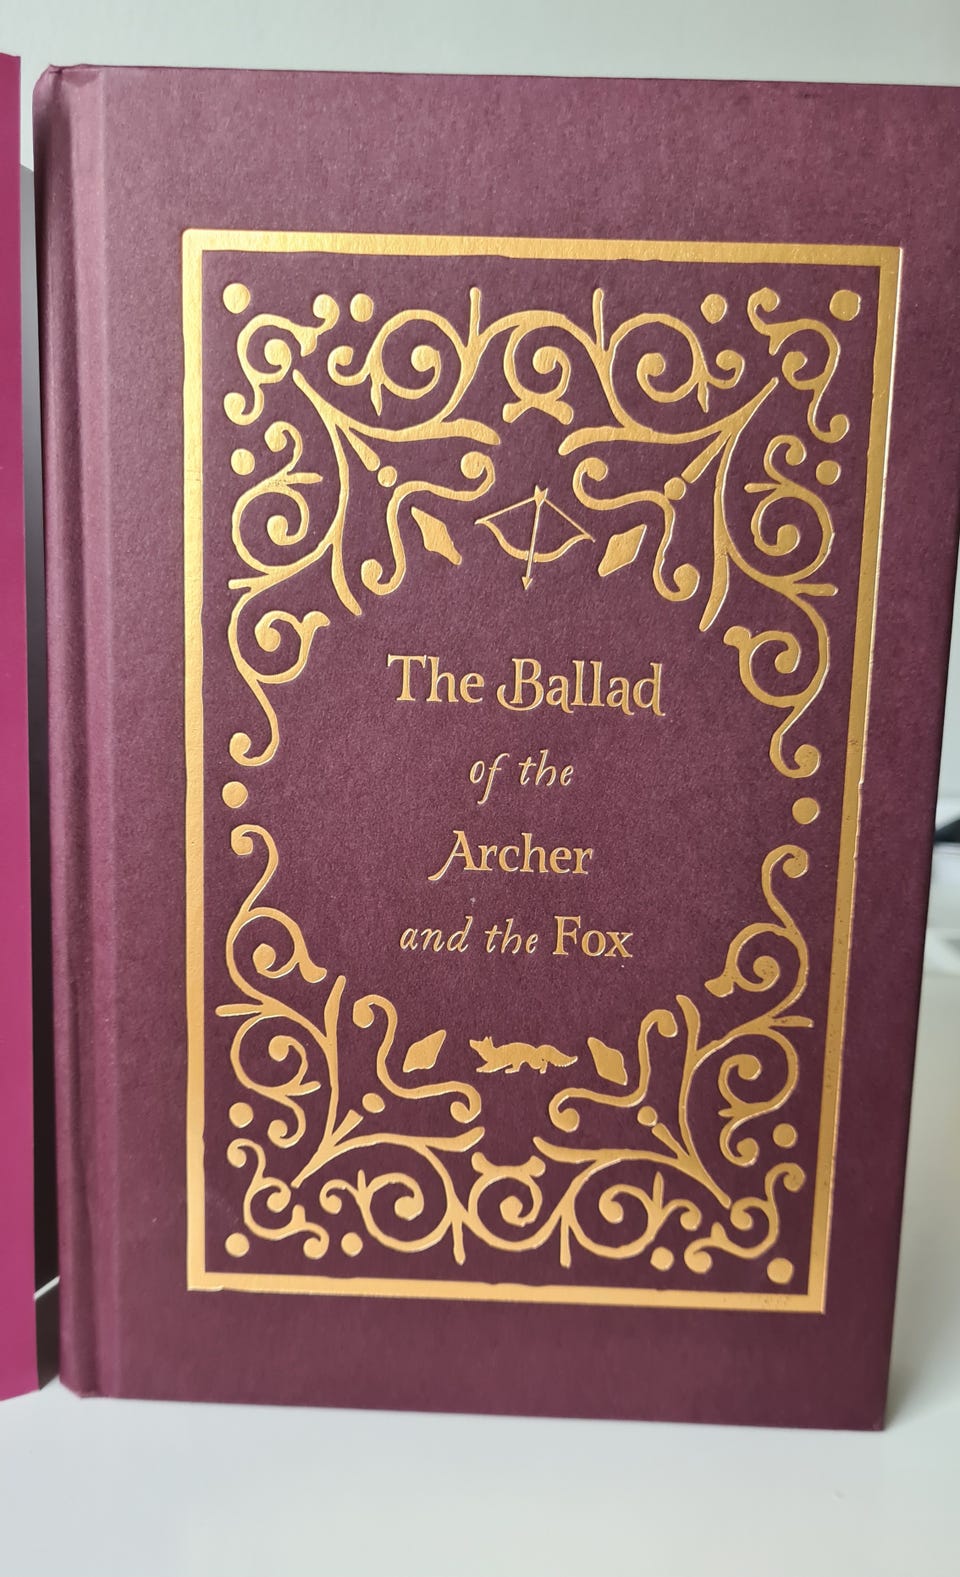 The Ballad
of the
Archer
and the Fox